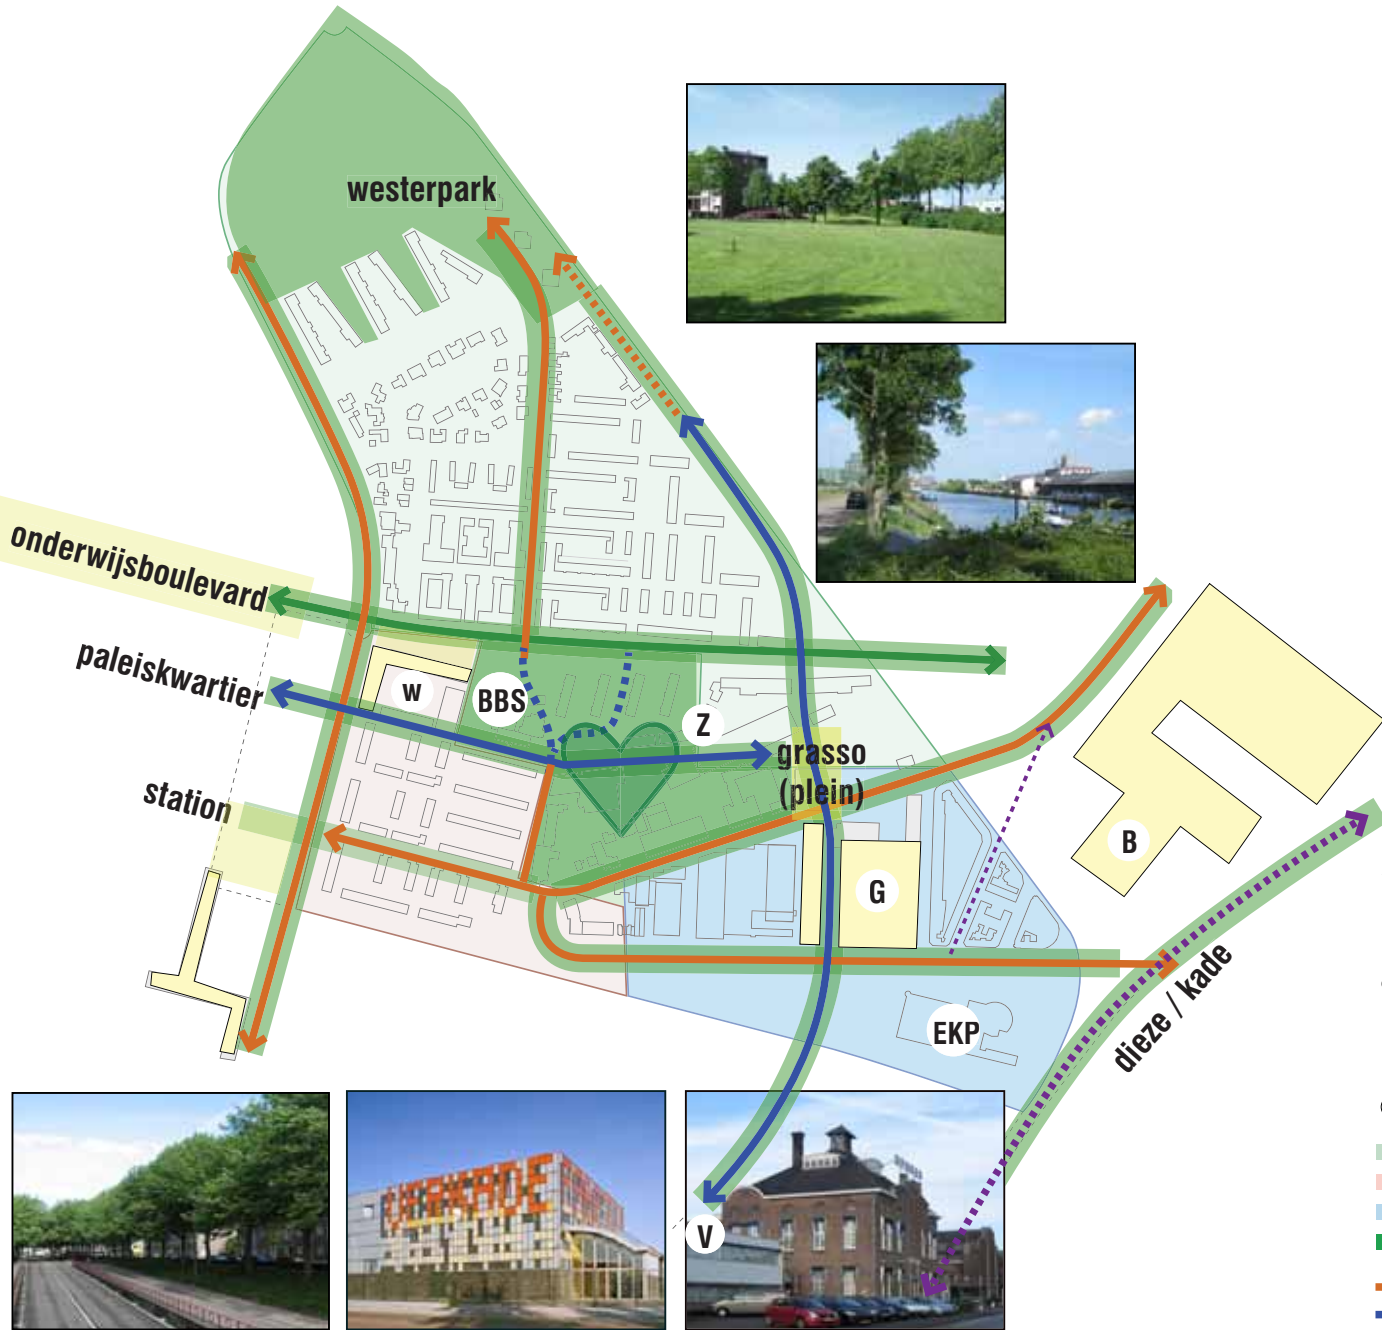 westerpark
onderwijsboulevard
paleiskwartier
w
BBS
Z
grasso
(plein)
station
B
G
EKP
dieze / kade
V